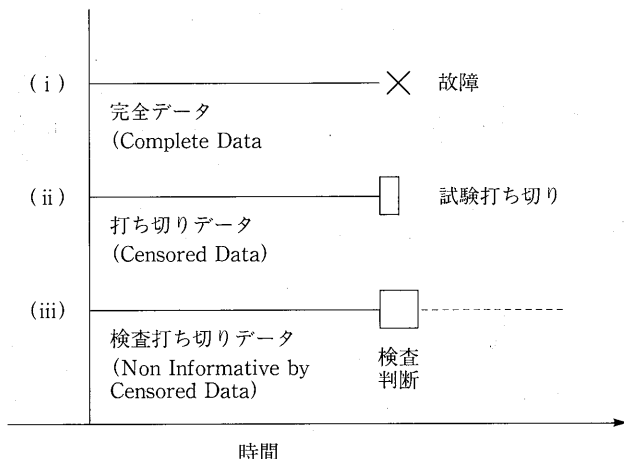 (i)
故障
完全データ
(Complete Data
(ii)
試験打ち切り
打ち切りデータ
(Censored Data)
(iii)
検査打ち切りデータ
(Non Informative by
Censored Data)
検査
判断
時間